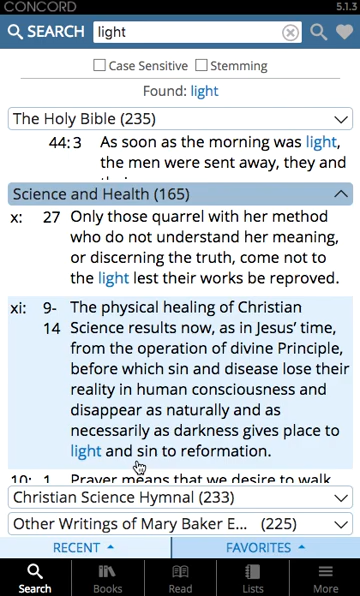 CONCORD 5.1.3
SEARCH light
Case Sensitive Stemming
Found: light
The Holy Bible (235)
44:3 As soon as the morning was light,
the men were sent away, they and
Science and Health (165)
x: 27 Only those quarrel with her method
who do not understand her meaning,
or discerning the truth, come not to
the light lest their works be reproved.
xi: 9- The physical healing of Christian
14 Science results now, as in Jesus’ time,
from the operation of divine Principle,
before which sin and disease lose their
reality in human consciousness and
disappear as naturally and as
necessarily as darkness gives place to
light and sin to reformation.
10: 1 Prayer means that we desire to walk
Christian Science Hymnal (233)
Other Writings of Mary Baker E... (225)
RECENT FAVORITES
Search Books Read Lists More